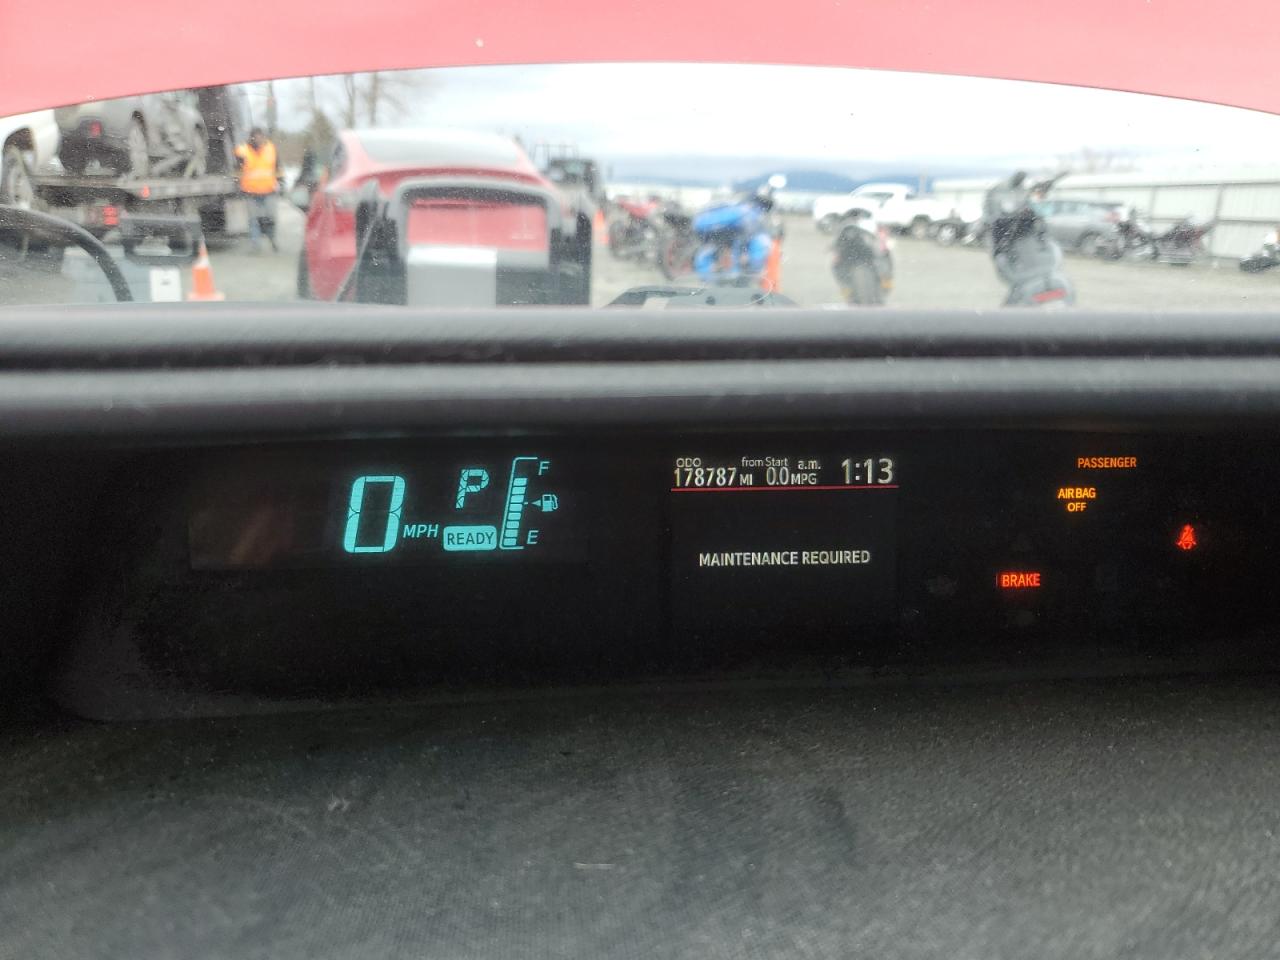 0 MPH
P
READY
F
E
ODO from Start a.m.
178787 MI 0.0 MPG 1:13
MAINTENANCE REQUIRED
PASSENGER
AIR BAG
OFF
BRAKE